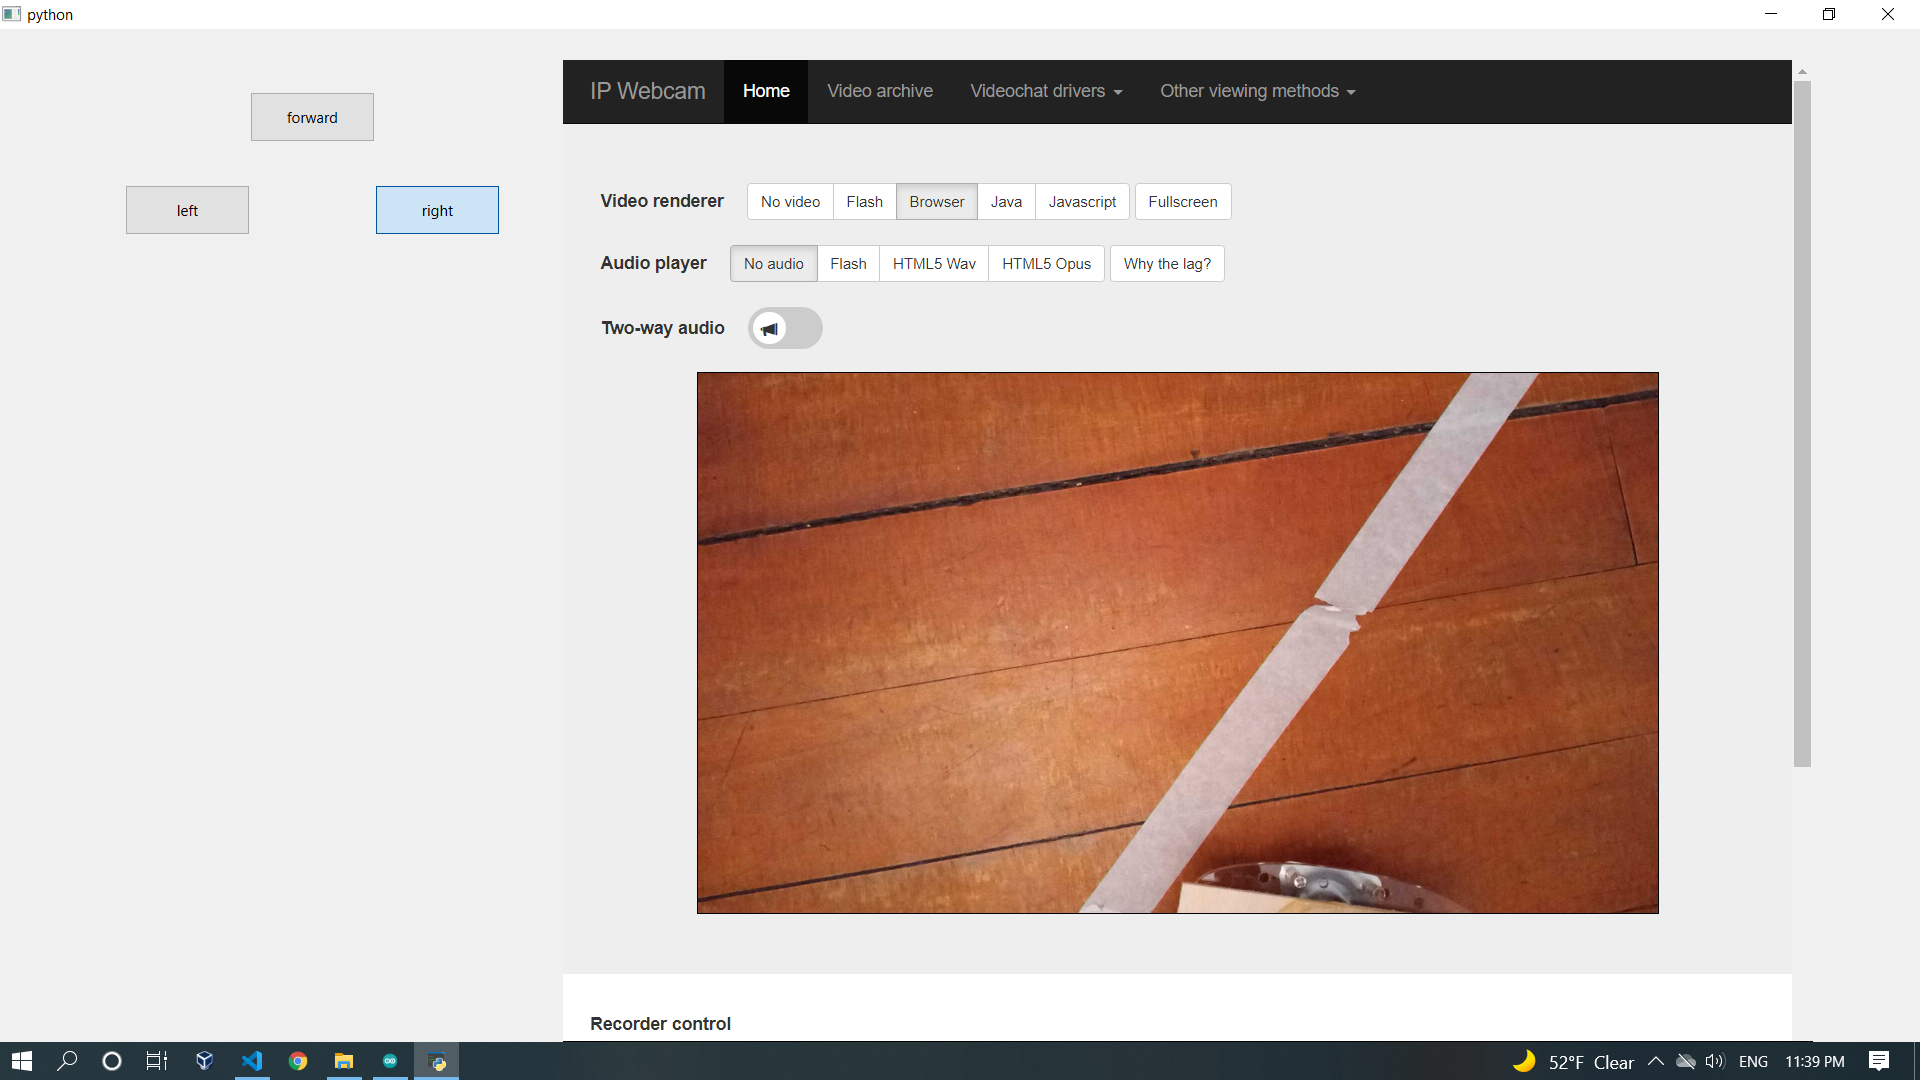 python
forward
left
right
IP Webcam Home Video archive Videochat drivers Other viewing methods
Video renderer No video Flash Browser Java Javascript Fullscreen
Audio player No audio Flash HTML5 Wav HTML5 Opus Why the lag?
Two-way audio
Recorder control
52°F Clear ENG 11:39 PM